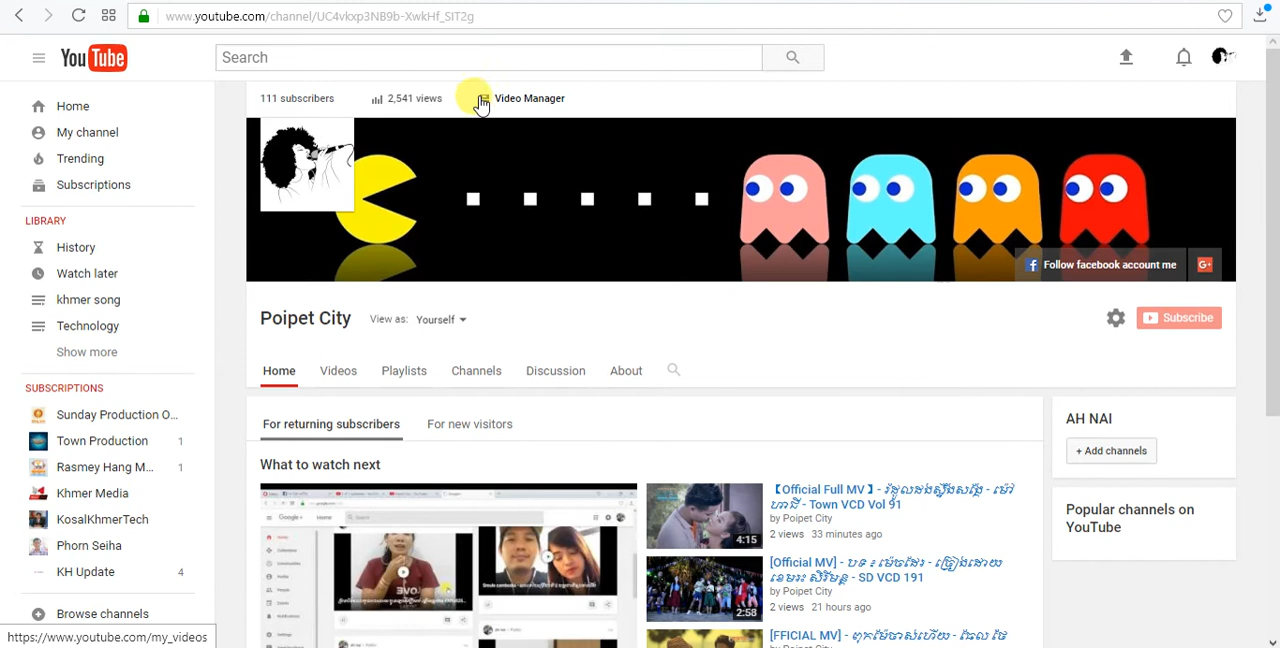 www.youtube.com/channel/UC4vkxp3NB9b-XwkHf_SIT2g
YouTube
Search
Home
My channel
Trending
Subscriptions
LIBRARY
History
Watch later
khmer song
Technology
Show more
SUBSCRIPTIONS
Sunday Production O...
Town Production 1
Rasmey Hang M... 1
Khmer Media
KosalKhmerTech
Phorn Seiha
KH Update 4
Browse channels
https://www.youtube.com/my_videos
111 subscribers 2,541 views Video Manager
Follow facebook account me
G+
Poipet City View as: Yourself
Subscribe
Home Videos Playlists Channels Discussion About
For returning subscribers For new visitors
What to watch next
4:15
【Official Full MV】-
- Town VCD Vol 91
by Poipet City
2 views 33 minutes ago
2:58
[Official MV] -
- SD VCD 191
by Poipet City
2 views 21 hours ago
[FFICIAL MV] -
AH NAI
+ Add channels
Popular channels on
YouTube